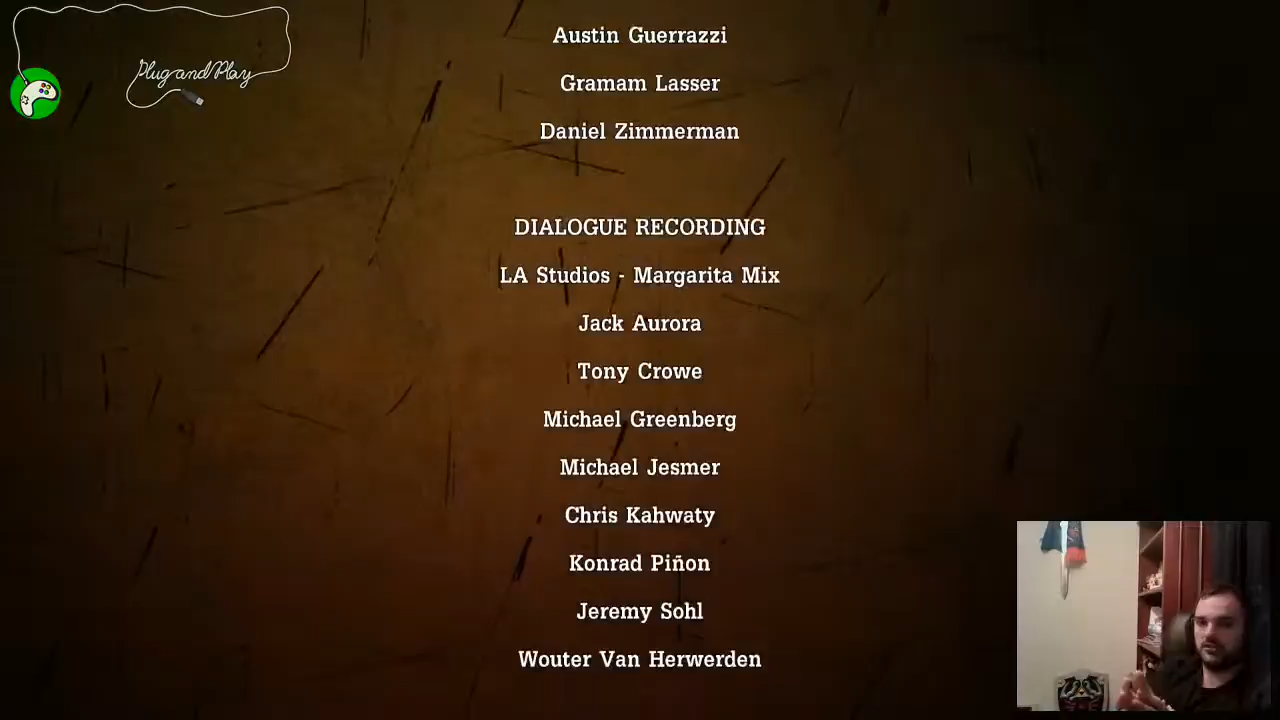 Plug and Play
Austin Guerrazzi
Gramam Lasser
Daniel Zimmerman
DIALOGUE RECORDING
LA Studios - Margarita Mix
Jack Aurora
Tony Crowe
Michael Greenberg
Michael Jesmer
Chris Kahwaty
Konrad Piñon
Jeremy Sohl
Wouter Van Herwerden